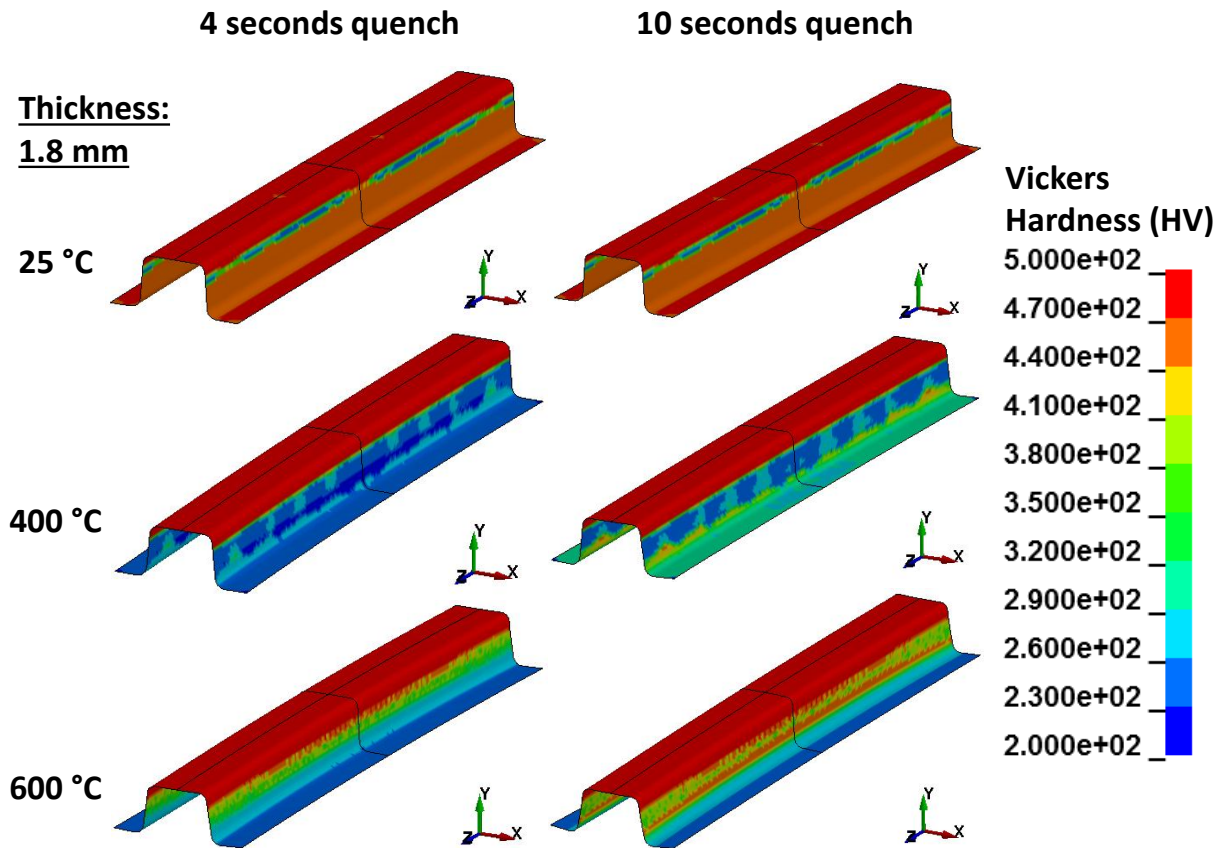 4 seconds quench
10 seconds quench
Thickness:
1.8 mm
25 °C
Y
X
Z
Y
X
Z
400 °C
Y
X
Z
Y
X
Z
600 °C
Y
X
Z
Y
X
Z
Vickers
Hardness (HV)
5.000e+02
4.700e+02
4.400e+02
4.100e+02
3.800e+02
3.500e+02
3.200e+02
2.900e+02
2.600e+02
2.300e+02
2.000e+02